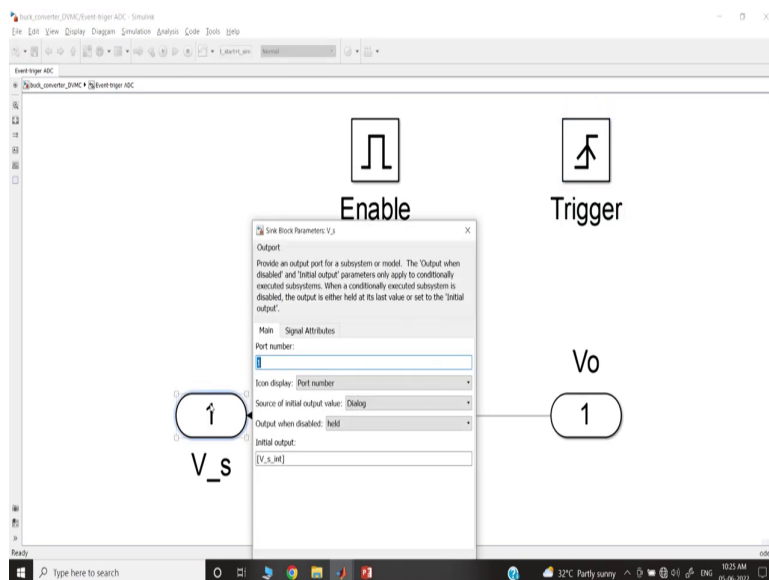 buck_converter_DVMC/Event-triger ADC - Simulink
File Edit View Display Diagram Simulation Analysis Code Tools Help
Normal
Event-triger ADC
buck_converter_DVMC Event-triger ADC
Enable
Trigger
Sink Block Parameters: V_s
Outport
Provide an output port for a subsystem or model. The 'Output when
disabled' and 'Initial output' parameters only apply to conditionally
executed subsystems. When a conditionally executed subsystem is
disabled, the output is either held at its last value or set to the 'Initial
output'.
Main Signal Attributes
Port number:
1
Icon display: Port number
Source of initial output value: Dialog
Output when disabled: held
Initial output:
[V_s_int]
1
V_s
Vo
1
Ready
Type here to search
32°C Partly sunny
ENG
10:25 AM
05-06-2022